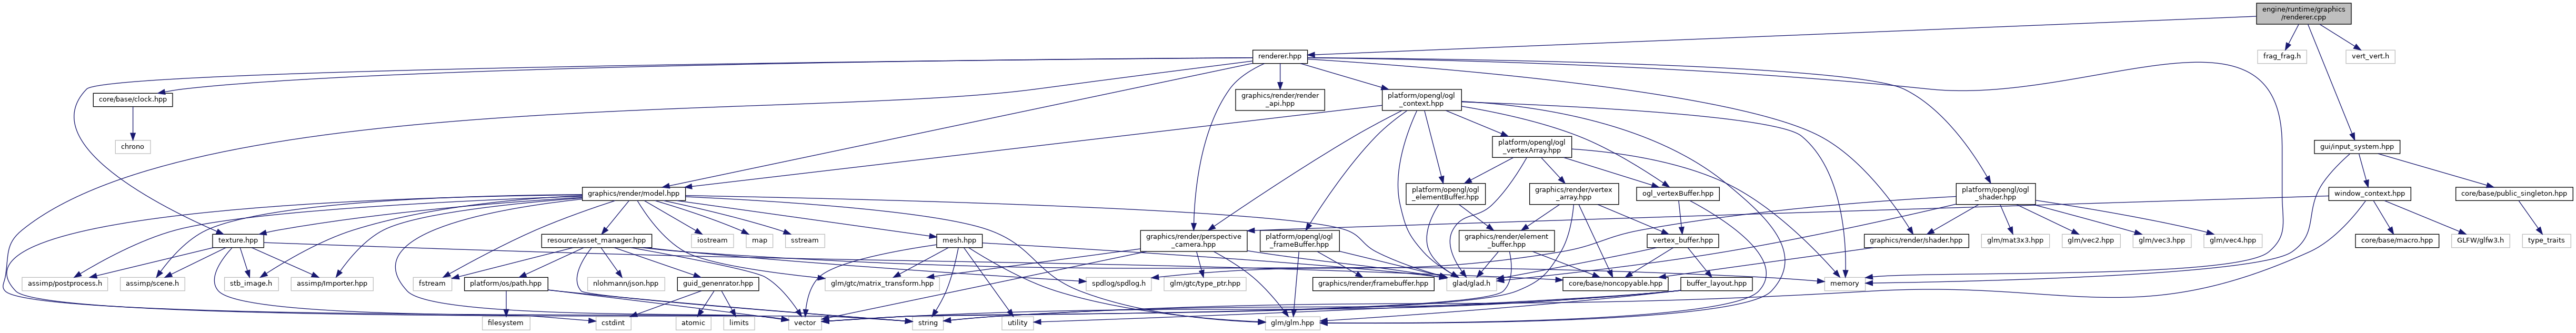 engine/runtime/graphics
/renderer.cpp
renderer.hpp
frag_frag.h
vert_vert.h
core/base/clock.hpp
graphics/render/render
_api.hpp
platform/opengl/ogl
_context.hpp
chrono
platform/opengl/ogl
_vertexArray.hpp
gui/input_system.hpp
graphics/render/model.hpp
platform/opengl/ogl
_elementBuffer.hpp
graphics/render/vertex
_array.hpp
ogl_vertexBuffer.hpp
platform/opengl/ogl
_shader.hpp
window_context.hpp
core/base/public_singleton.hpp
texture.hpp
resource/asset_manager.hpp
iostream
map
sstream
mesh.hpp
graphics/render/perspective
_camera.hpp
platform/opengl/ogl
_frameBuffer.hpp
graphics/render/element
_buffer.hpp
vertex_buffer.hpp
graphics/render/shader.hpp
glm/mat3x3.hpp
glm/vec2.hpp
glm/vec3.hpp
glm/vec4.hpp
core/base/macro.hpp
GLFW/glfw3.h
type_traits
assimp/postprocess.h
assimp/scene.h
stb_image.h
assimp/Importer.hpp
fstream
platform/os/path.hpp
nlohmann/json.hpp
guid_genenrator.hpp
glm/gtc/matrix_transform.hpp
spdlog/spdlog.h
glm/gtc/type_ptr.hpp
graphics/render/framebuffer.hpp
glad/glad.h
core/base/noncopyable.hpp
buffer_layout.hpp
memory
filesystem
cstdint
atomic
limits
vector
string
utility
glm/glm.hpp